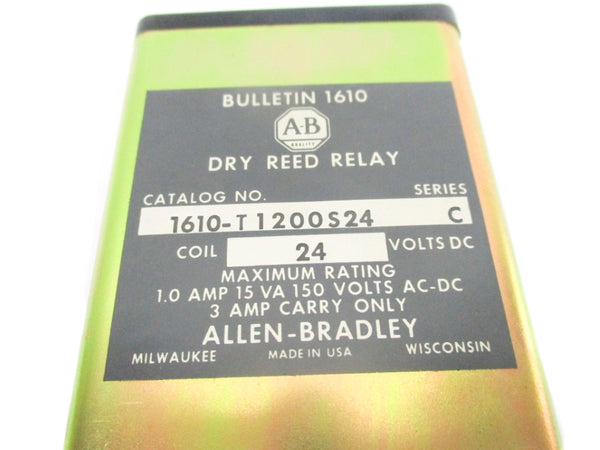 BULLETIN 1610
A-B
QUALITY
DRY REED RELAY
CATALOG NO. SERIES
1610-T1200S24 C
COIL 24 VOLTS DC
MAXIMUM RATING
1.0 AMP 15 VA 150 VOLTS AC-DC
3 AMP CARRY ONLY
ALLEN-BRADLEY
MILWAUKEE MADE IN USA WISCONSIN